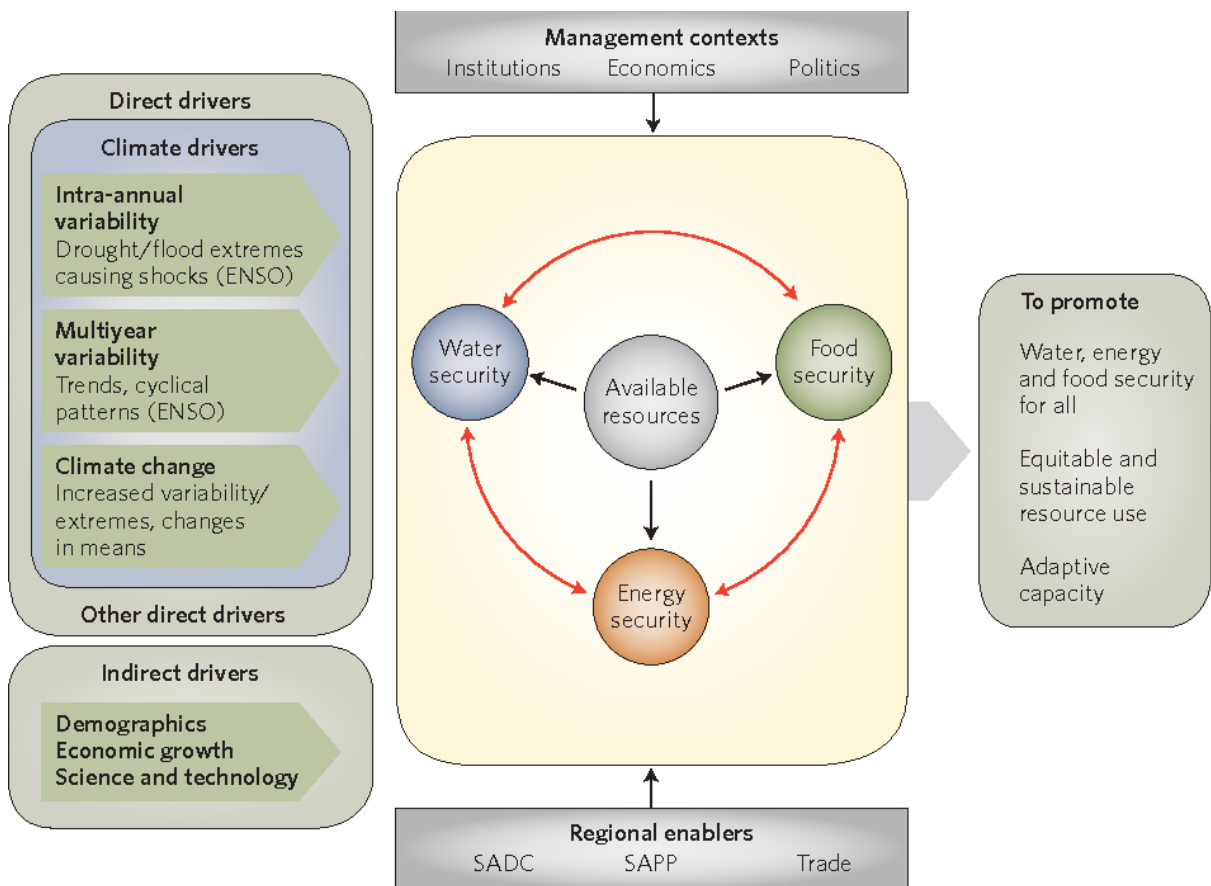 Management contexts
Institutions Economics Politics
Direct drivers
Climate drivers
Intra-annual
variability
Drought/flood extremes
causing shocks (ENSO)
Multiyear
variability
Trends, cyclical
patterns (ENSO)
Climate change
Increased variability/
extremes, changes
in means
Other direct drivers
Indirect drivers
Demographics
Economic growth
Science and technology
Water
security
Available
resources
Food
security
Energy
security
To promote
Water, energy
and food security
for all
Equitable and
sustainable
resource use
Adaptive
capacity
Regional enablers
SADC SAPP Trade